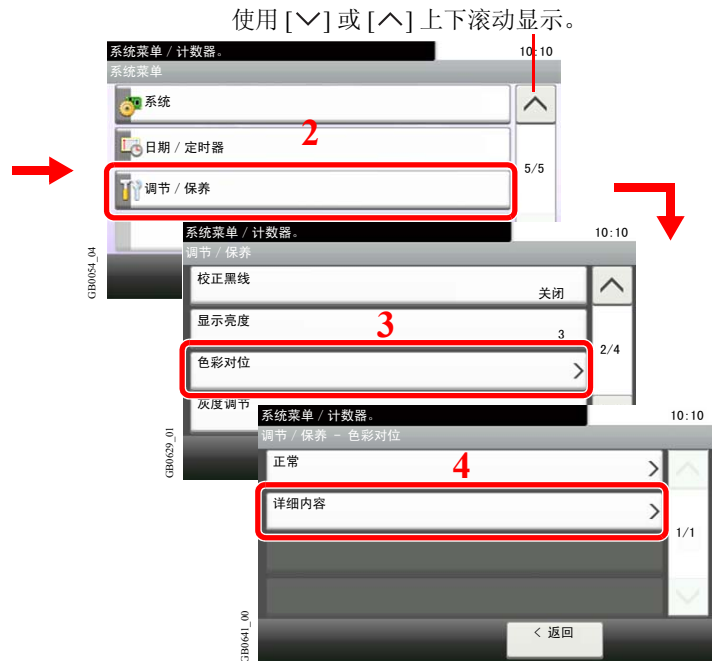 使用 [∨] 或 [∧] 上下滚动显示。
系统菜单 / 计数器。
10:10
系统菜单
系统
2
日期 / 定时器
5/5
调节 / 保养
GB0054_04
系统菜单 / 计数器。
10:10
调节 / 保养
校正黑线
关闭
显示亮度
3
3
色彩对位
2/4
灰度调节
GB0629_01
系统菜单 / 计数器。
10:10
调节 / 保养 - 色彩对位
正常
4
详细内容
1/1
GB0641_00
< 返回